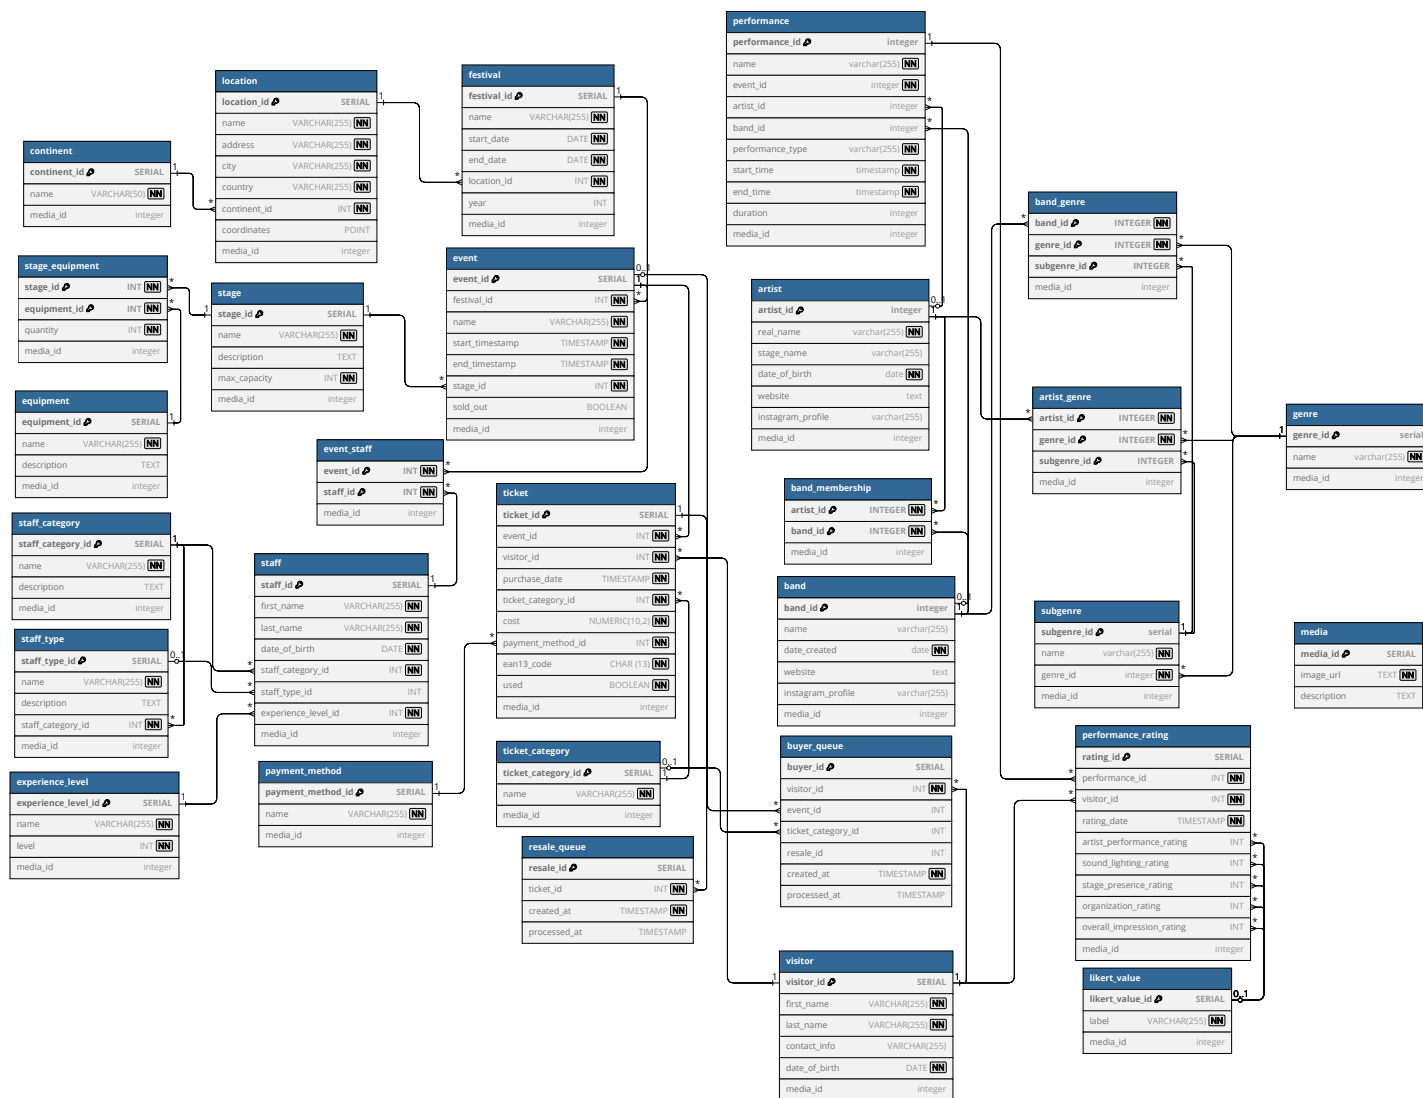 performance
performance_id integer
name varchar(255) NN
event_id integer NN
artist_id integer
band_id integer
performance_type varchar(255) NN
start_time timestamp NN
end_time timestamp NN
duration integer
media_id integer
location
location_id SERIAL
name VARCHAR(255) NN
address VARCHAR(255) NN
city VARCHAR(255) NN
country VARCHAR(255) NN
continent_id INT NN
coordinates POINT
media_id integer
festival
festival_id SERIAL
name VARCHAR(255) NN
start_date DATE NN
end_date DATE NN
location_id INT NN
year INT
media_id integer
continent
continent_id SERIAL
name VARCHAR(50) NN
media_id integer
band_genre
band_id INTEGER NN
genre_id INTEGER NN
subgenre_id INTEGER
media_id integer
stage_equipment
stage_id INT NN
equipment_id INT NN
quantity INT NN
media_id integer
stage
stage_id SERIAL
name VARCHAR(255) NN
description TEXT
max_capacity INT NN
media_id integer
event
event_id SERIAL
festival_id INT NN
name VARCHAR(255) NN
start_timestamp TIMESTAMP NN
end_timestamp TIMESTAMP NN
stage_id INT NN
sold_out BOOLEAN
media_id integer
artist
artist_id integer
real_name varchar(255) NN
stage_name varchar(255)
date_of_birth date NN
website text
instagram_profile varchar(255)
media_id integer
equipment
equipment_id SERIAL
name VARCHAR(255) NN
description TEXT
media_id integer
artist_genre
artist_id INTEGER NN
genre_id INTEGER NN
subgenre_id INTEGER
media_id integer
genre
genre_id serial
name varchar(255) NN
media_id integer
event_staff
event_id INT NN
staff_id INT NN
media_id integer
ticket
ticket_id SERIAL
event_id INT NN
visitor_id INT NN
purchase_date TIMESTAMP NN
ticket_category_id INT NN
cost NUMERIC(10,2) NN
payment_method_id INT NN
ean13_code CHAR (13) NN
used BOOLEAN NN
media_id integer
band_membership
artist_id INTEGER NN
band_id INTEGER NN
media_id integer
staff_category
staff_category_id SERIAL
name VARCHAR(255) NN
description TEXT
media_id integer
staff
staff_id SERIAL
first_name VARCHAR(255) NN
last_name VARCHAR(255) NN
date_of_birth DATE NN
staff_category_id INT NN
staff_type_id INT
experience_level_id INT NN
media_id integer
band
band_id integer
name varchar(255)
date_created date NN
website text
instagram_profile varchar(255)
media_id integer
subgenre
subgenre_id serial
name varchar(255) NN
genre_id integer NN
media_id integer
media
media_id SERIAL
image_url TEXT NN
description TEXT
staff_type
staff_type_id SERIAL
name VARCHAR(255) NN
description TEXT
staff_category_id INT NN
media_id integer
experience_level
experience_level_id SERIAL
name VARCHAR(255) NN
level INT NN
media_id integer
payment_method
payment_method_id SERIAL
name VARCHAR(255) NN
media_id integer
ticket_category
ticket_category_id SERIAL
name VARCHAR(255) NN
media_id integer
buyer_queue
buyer_id SERIAL
visitor_id INT NN
event_id INT
ticket_category_id INT
resale_id INT
created_at TIMESTAMP NN
processed_at TIMESTAMP
performance_rating
rating_id SERIAL
performance_id INT NN
visitor_id INT NN
rating_date TIMESTAMP NN
artist_performance_rating INT
sound_lighting_rating INT
stage_presence_rating INT
organization_rating INT
overall_impression_rating INT
media_id integer
resale_queue
resale_id SERIAL
ticket_id INT NN
created_at TIMESTAMP NN
processed_at TIMESTAMP
visitor
visitor_id SERIAL
first_name VARCHAR(255) NN
last_name VARCHAR(255) NN
contact_info VARCHAR(255)
date_of_birth DATE NN
media_id integer
likert_value
likert_value_id SERIAL
label VARCHAR(255) NN
media_id integer